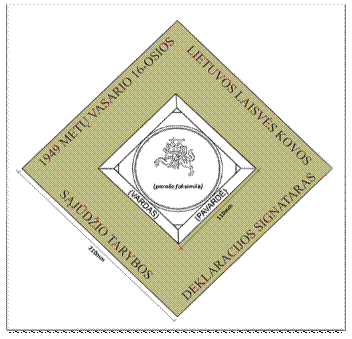 1949 METŲ VASARIO 16-OSIOS
LIETUVOS LAISVĖS KOVOS
SĄJŪDŽIO TARYBOS
DEKLARACIJOS SIGNATARAS
(parašo faksimilė)
(VARDAS)
(PAVARDĖ)
110mm
210mm